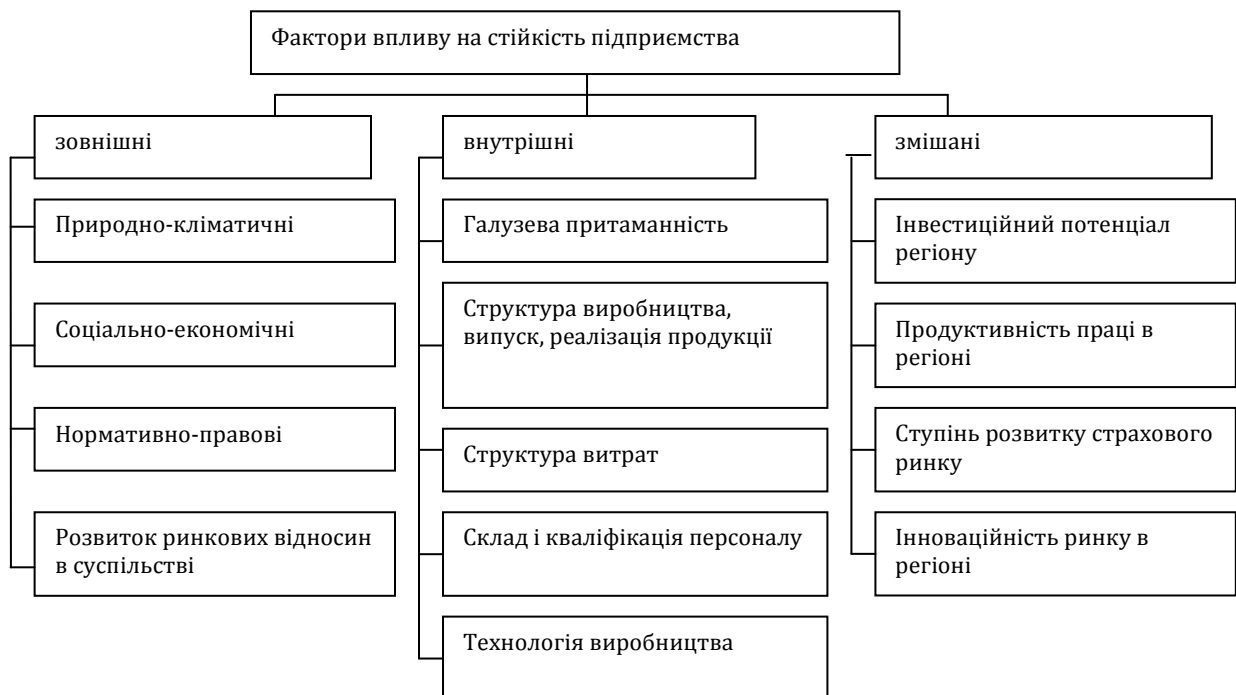 Фактори впливу на стійкість підприємства
зовнішні
Природно-кліматичні
Соціально-економічні
Нормативно-правові
Розвиток ринкових відносин
в суспільстві
внутрішні
Галузева притаманність
Структура виробництва,
випуск, реалізація продукції
Структура витрат
Склад і кваліфікація персоналу
Технологія виробництва
змішані
Інвестиційний потенціал
регіону
Продуктивність праці в
регіоні
Ступінь розвитку страхового
ринку
Інноваційність ринку в
регіоні